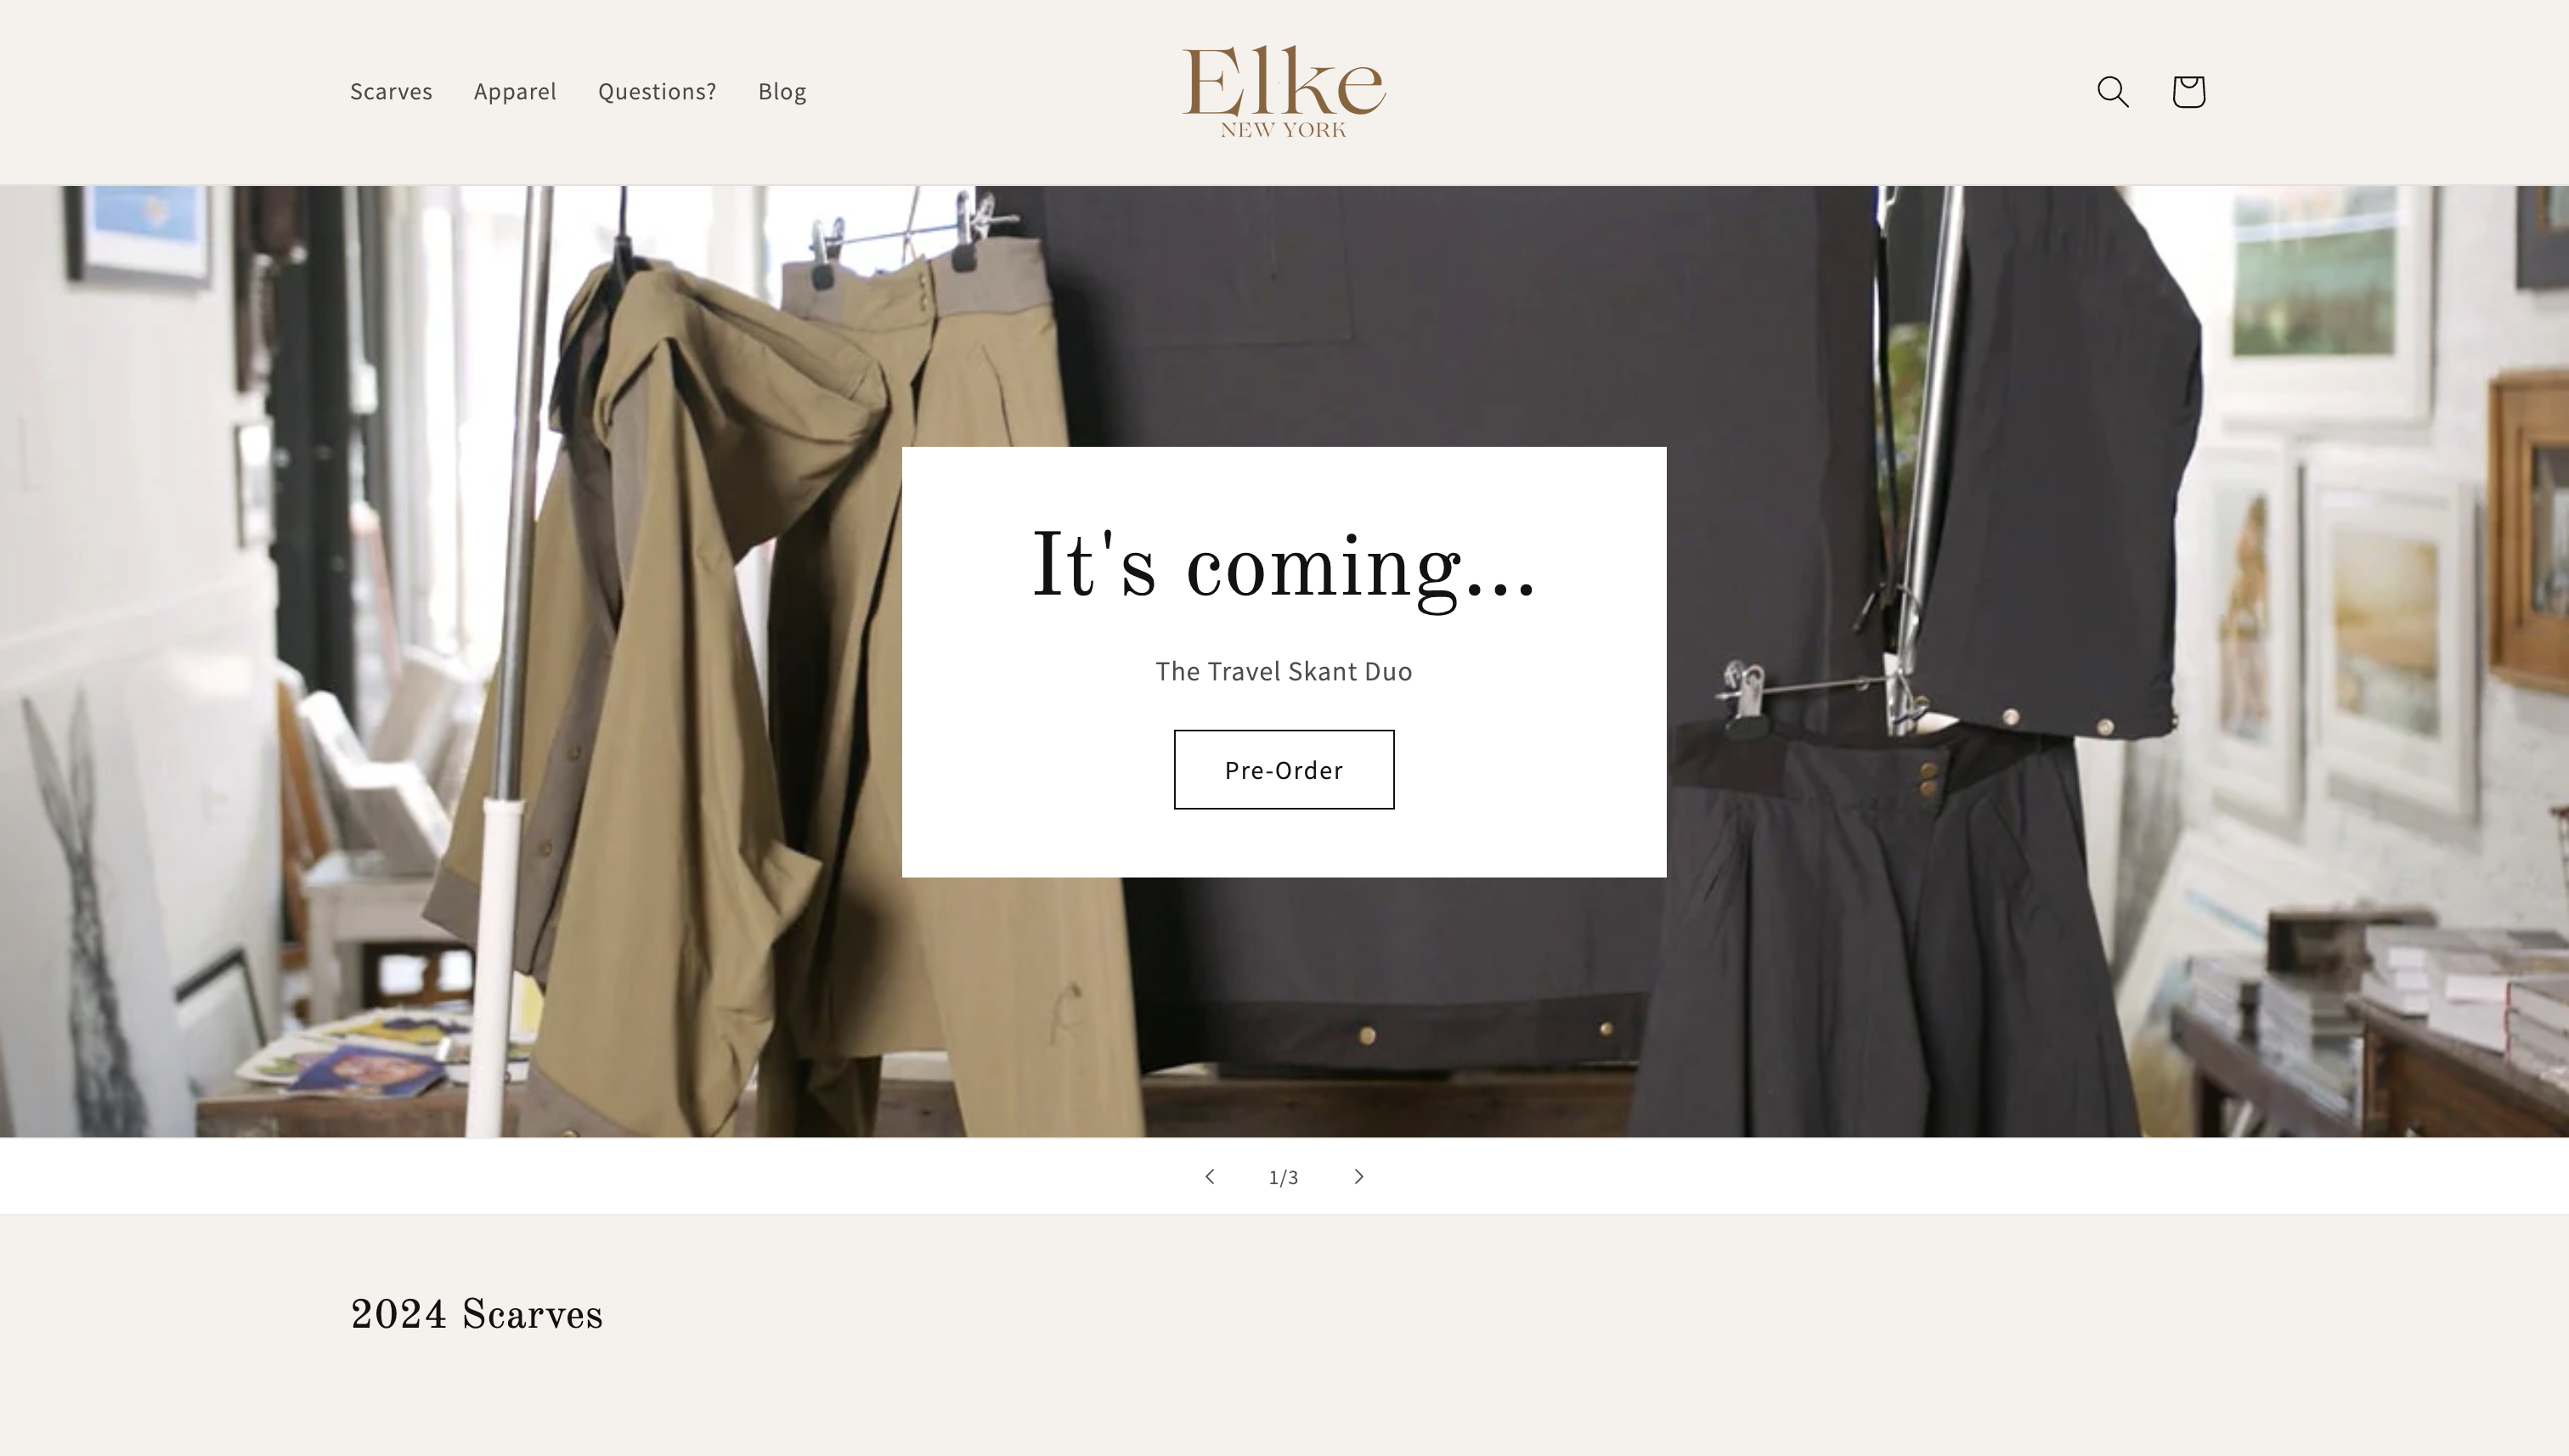 Scarves Apparel Questions? Blog
Elke
NEW YORK
It's coming...
The Travel Skant Duo
Pre-Order
1/3
2024 Scarves